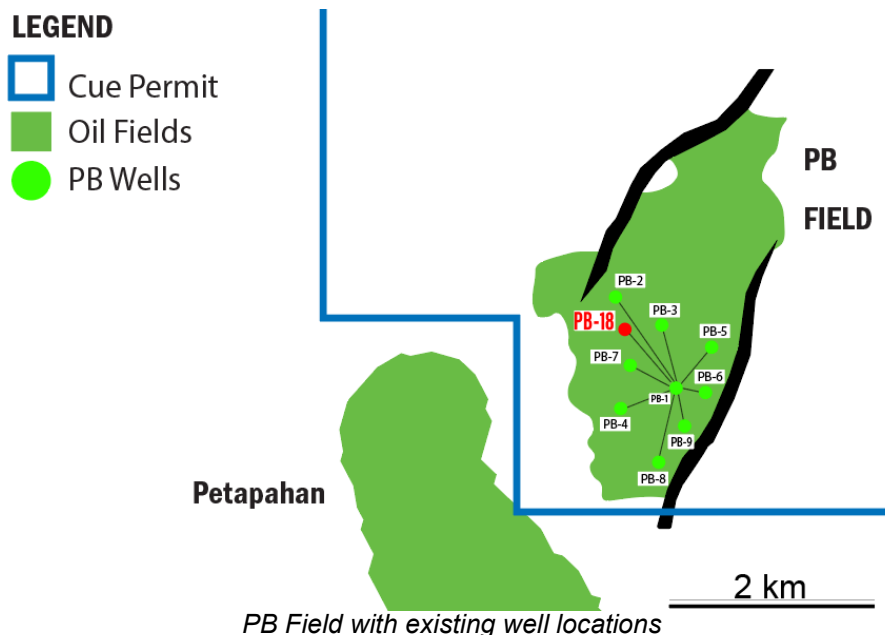 LEGEND
Cue Permit
Oil Fields
PB Wells
PB
FIELD
PB-2
PB-18
PB-3
PB-5
PB-7
PB-6
PB-1
PB-4
PB-9
PB-8
Petapahan
2 km
PB Field with existing well locations